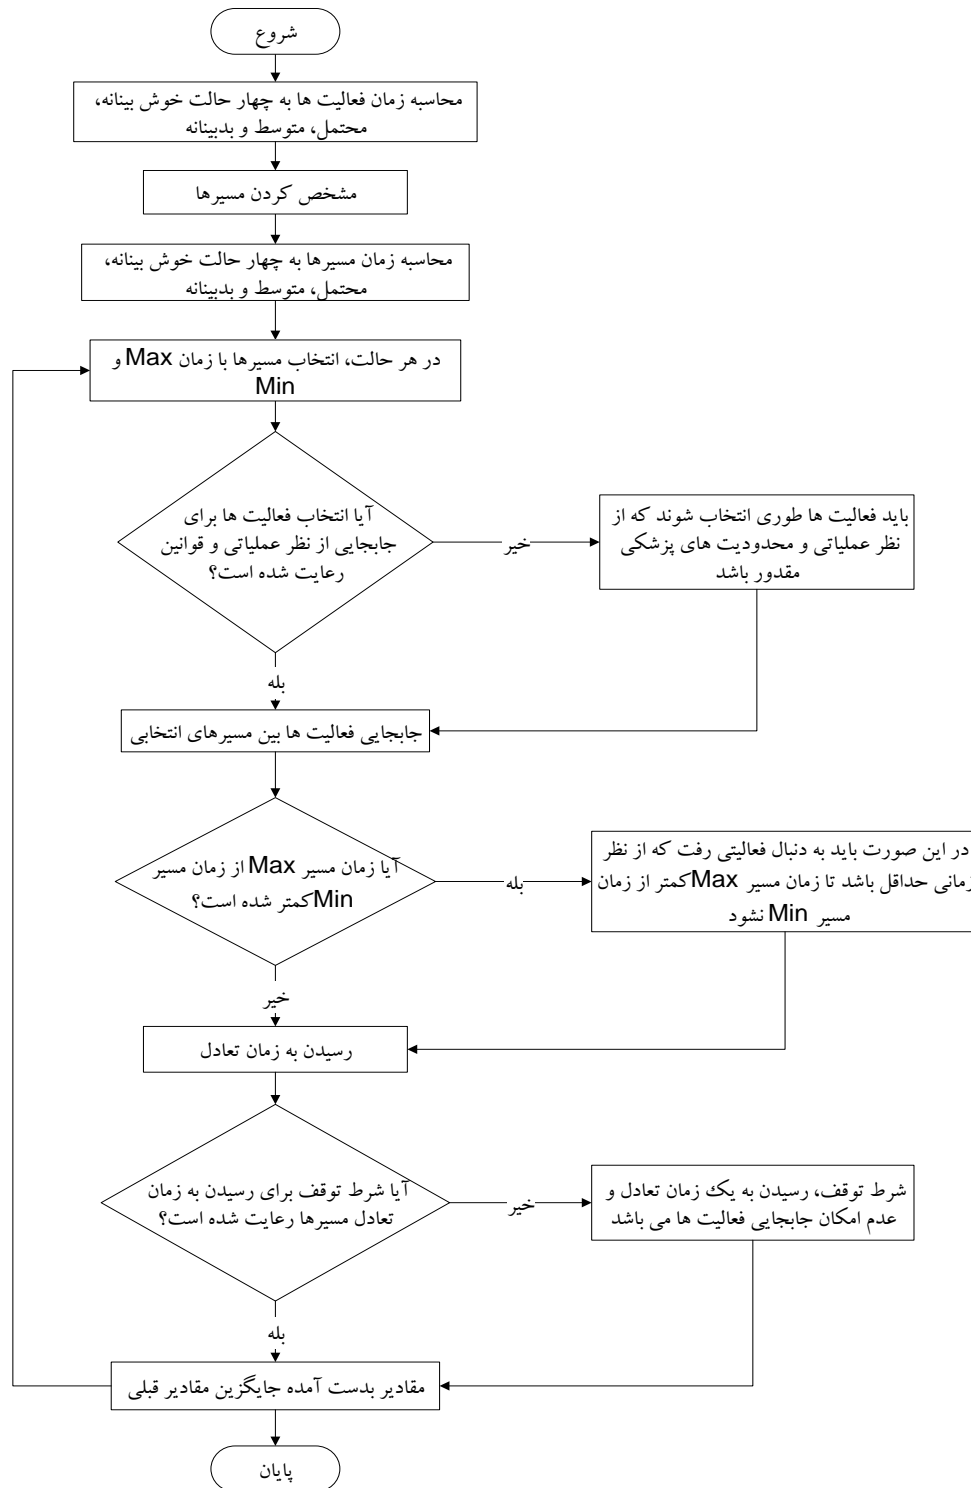 شروع
محاسبه زمان فعالیت ها به چهار حالت خوش بینانه،
محتمل، متوسط و بدبینانه
مشخص کردن مسیرها
محاسبه زمان مسیرها به چهار حالت خوش بینانه،
محتمل، متوسط و بدبینانه
در هر حالت، انتخاب مسیرها با زمان Max و
Min
آیا انتخاب فعالیت ها برای
جابجایی از نظر عملیاتی و قوانین
رعایت شده است؟
خیر
باید فعالیت ها طوری انتخاب شوند که از
نظر عملیاتی و محدودیت های پزشکی
مقدور باشد
بله
جابجایی فعالیت ها بین مسیرهای انتخابی
آیا زمان مسیر Max از زمان مسیر
Minکمتر شده است؟
بله
در این صورت باید به دنبال فعالیتی رفت که از نظر
زمانی حداقل باشد تا زمان مسیر Maxکمتر از زمان
مسیر Min نشود
خیر
رسیدن به زمان تعادل
آیا شرط توقف برای رسیدن به زمان
تعادل مسیرها رعایت شده است؟
خیر
شرط توقف، رسیدن به یک زمان تعادل و
عدم امکان جابجایی فعالیت ها می باشد
بله
مقادیر بدست آمده جایگزین مقادیر قبلی
پایان